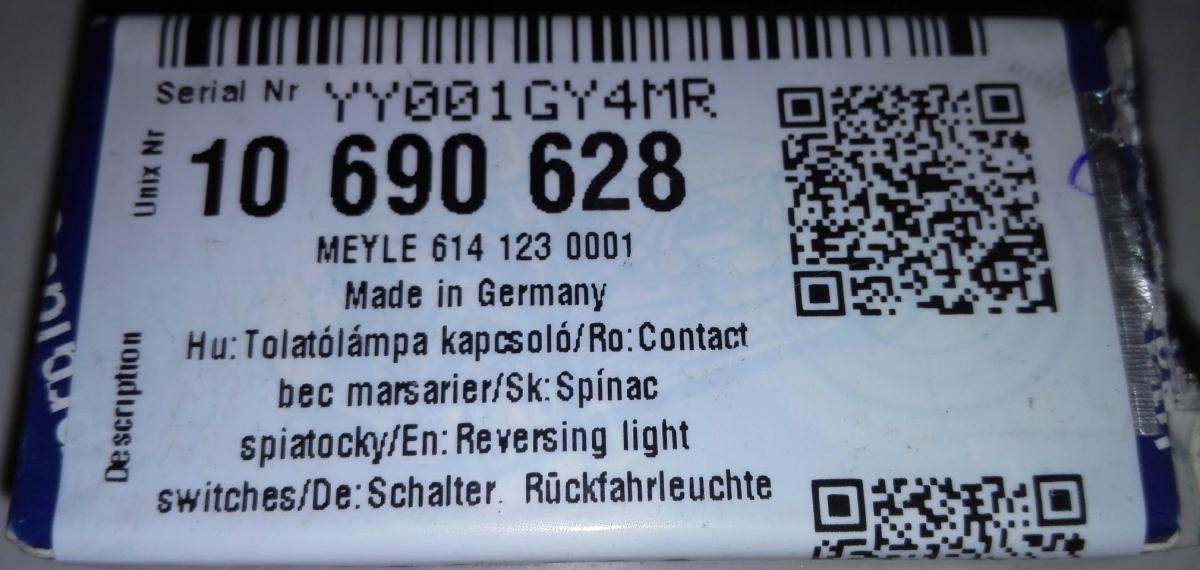 Serial Nr YY001GY4MR
Unix Nr
10 690 628
MEYLE 614 123 0001
Made in Germany
Description
Hu:Tolatólámpa kapcsoló/Ro:Contact
bec marsarier/Sk:Spínac
spiatocky/En:Reversing light
switches/De:Schalter. Rückfahrleuchte